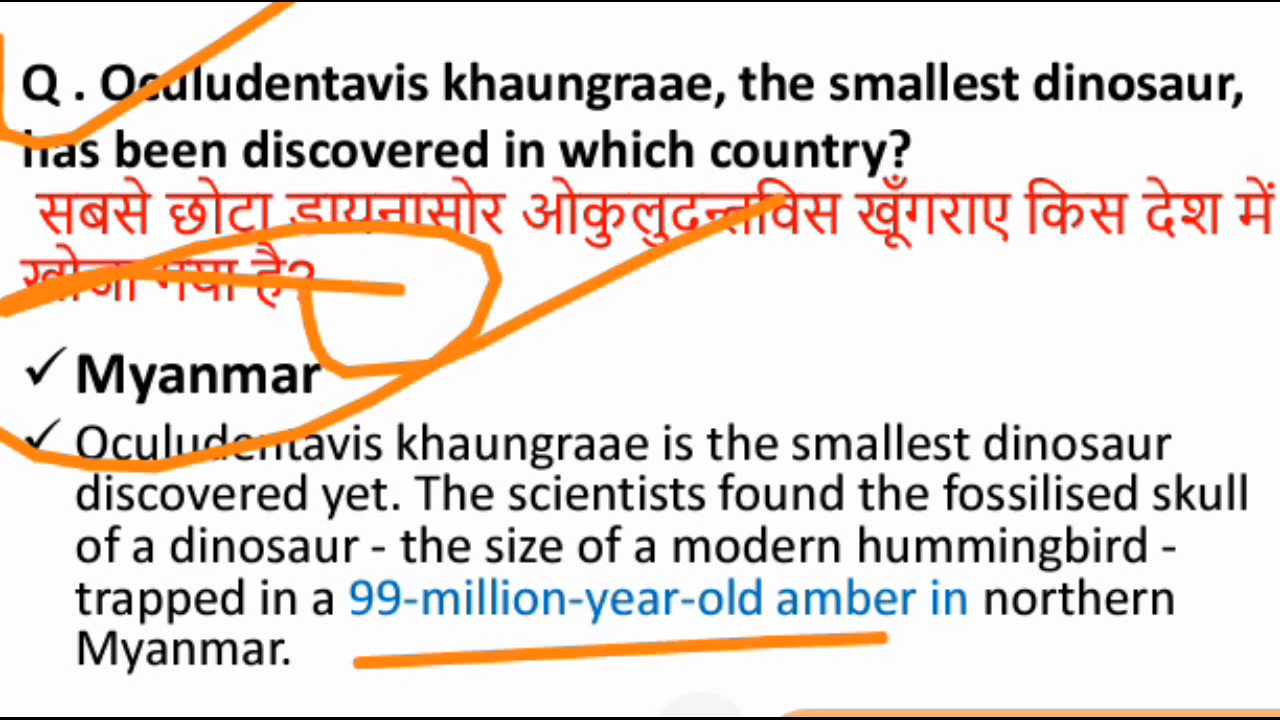 Q . Oculudentavis khaungraae, the smallest dinosaur,
has been discovered in which country?
सबसे छोटा डायनासोर ओकुलुदन्तविस खूँगराए किस देश में
खोजा गया है?
✓ Myanmar
✓ Oculudentavis khaungraae is the smallest dinosaur
discovered yet. The scientists found the fossilised skull
of a dinosaur - the size of a modern hummingbird -
trapped in a 99-million-year-old amber in northern
Myanmar.